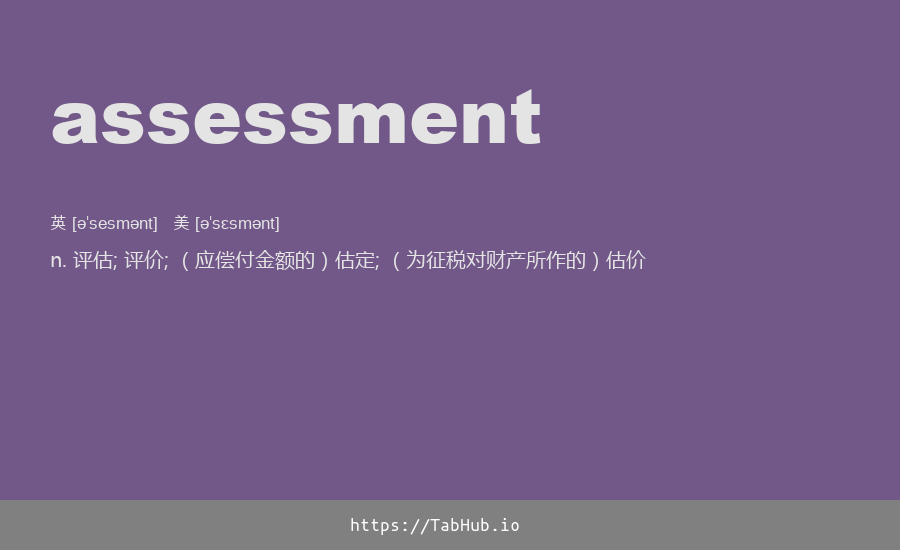 assessment
英 [ə'sesmənt] 美 [ə'sɛsmənt]
n. 评估; 评价; （应偿付金额的）估定; （为征税对财产所作的）估价
https://TabHub.io